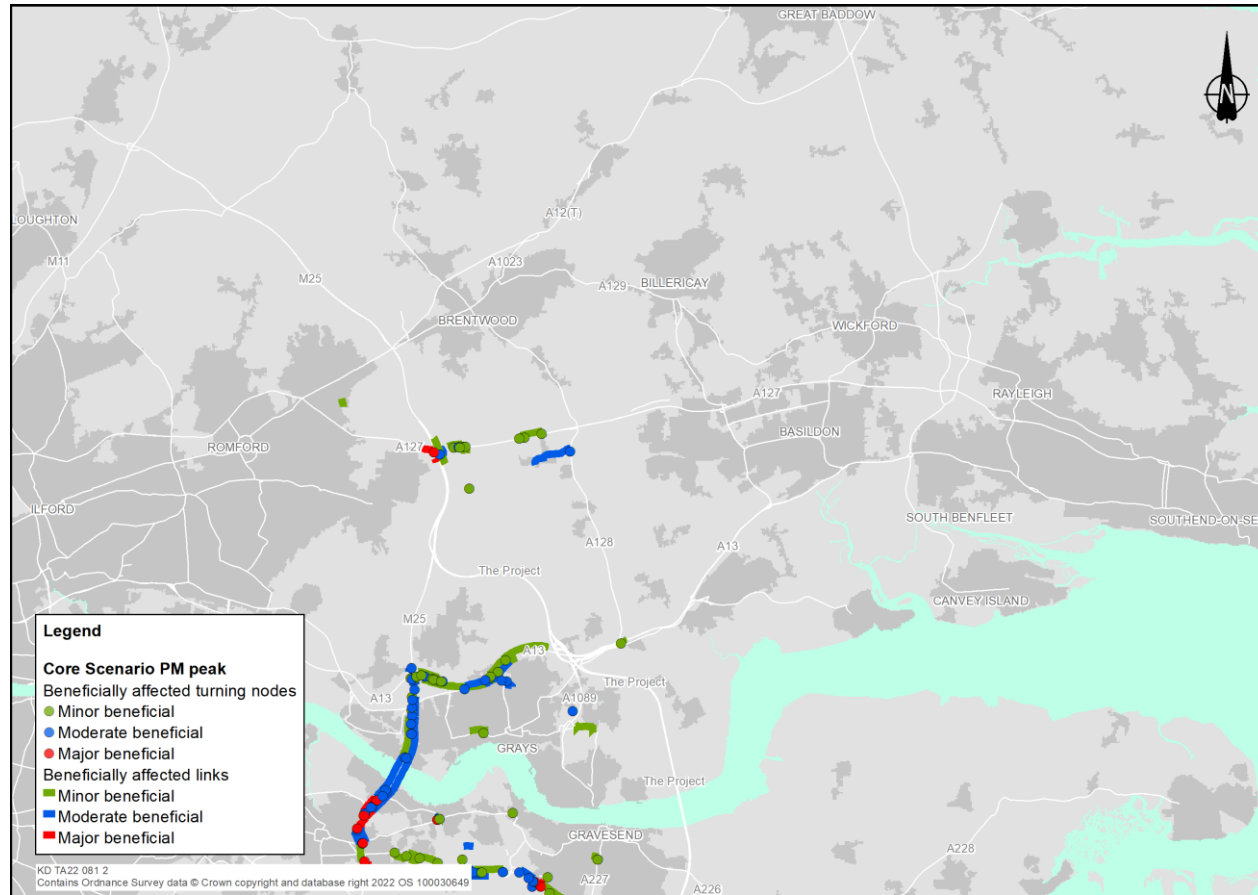 GREAT BADDOW
N
A12(T)
LOUGHTON
M11
A1023
M25
A129
BILLERICAY
BRENTWOOD
WICKFORD
A127
RAYLEIGH
ROMFORD
A127
BASILDON
ILFORD
SOUTH BENFLEET
SOUTHEND-ON-SE
A128
A13
The Project
CANVEY ISLAND
M25
A13
The Project
A13
A1089
GRAYS
The Project
GRAVESEND
A228
A227
A226
Legend
Core Scenario PM peak
Beneficially affected turning nodes
Minor beneficial
Moderate beneficial
Major beneficial
Beneficially affected links
Minor beneficial
Moderate beneficial
Major beneficial
KD TA22 081 2
Contains Ordnance Survey data © Crown copyright and database right 2022 OS 100030649